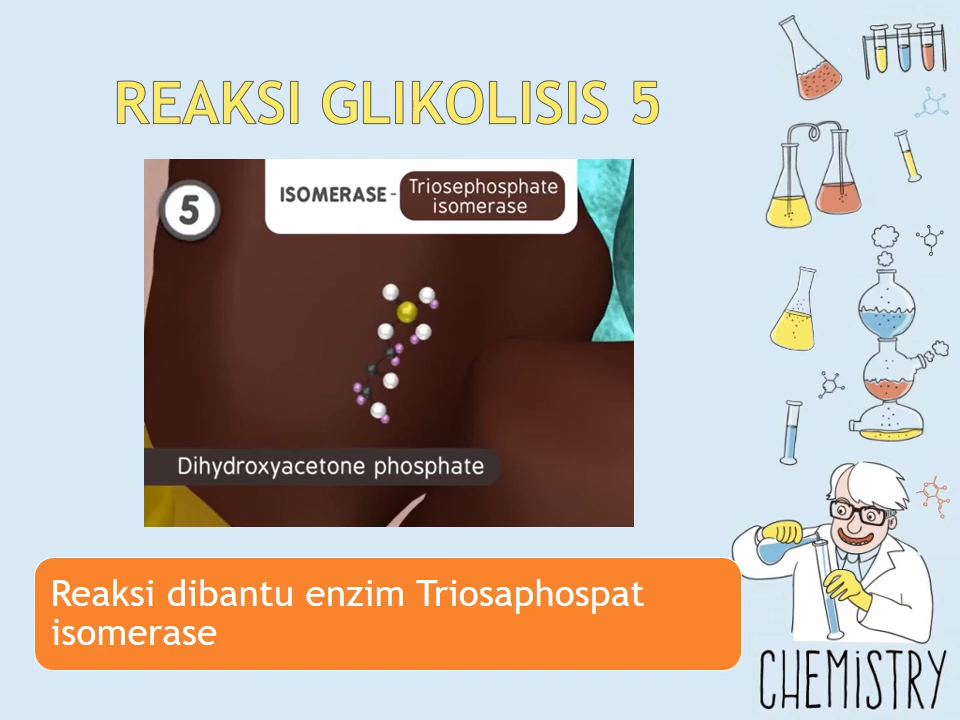 REAKSI GLIKOLISIS 5
5
ISOMERASE - Triosephosphate
isomerase
Dihydroxyacetone phosphate
Reaksi dibantu enzim Triosaphospat
isomerase
CHEMiSTRY